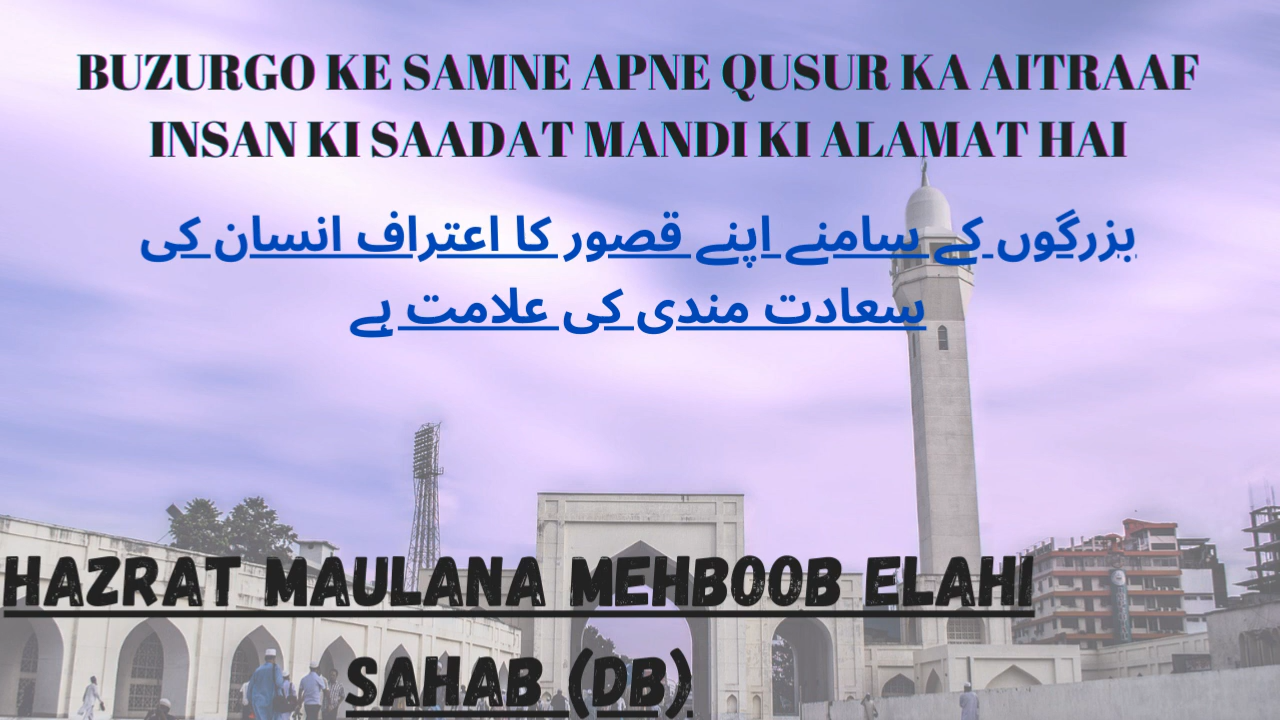 BUZURGO KE SAMNE APNE QUSUR KA AITRAAF
INSAN KI SAADAT MANDI KI ALAMAT HAI
بزرگوں کے سامنے اپنے قصور کا اعتراف انسان کی
سعادت مندی کی علامت ہے
HAZRAT MAULANA MEHBOOB ELAHI
SAHAB (DB)